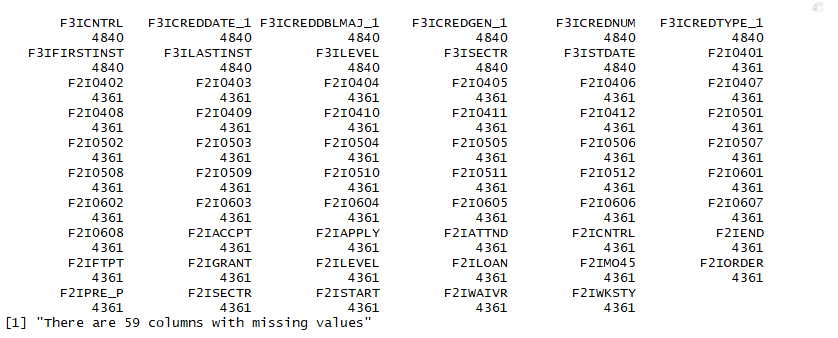 F3ICNTRL F3ICREDDATE_1 F3ICREDDBLMAJ_1 F3ICREDGEN_1 F3ICREDNUM F3ICREDTYPE_1
4840 4840 4840 4840 4840 4840
F3IFIRSTINST F3ILASTINST F3ILEVEL F3ISECTR F3ISTDATE F2I0401
4840 4840 4840 4840 4840 4361
F2I0402 F2I0403 F2I0404 F2I0405 F2I0406 F2I0407
4361 4361 4361 4361 4361 4361
F2I0408 F2I0409 F2I0410 F2I0411 F2I0412 F2I0501
4361 4361 4361 4361 4361 4361
F2I0502 F2I0503 F2I0504 F2I0505 F2I0506 F2I0507
4361 4361 4361 4361 4361 4361
F2I0508 F2I0509 F2I0510 F2I0511 F2I0512 F2I0601
4361 4361 4361 4361 4361 4361
F2I0602 F2I0603 F2I0604 F2I0605 F2I0606 F2I0607
4361 4361 4361 4361 4361 4361
F2I0608 F2IACCPT F2IAPPLY F2IATTND F2ICNTRL F2IEND
4361 4361 4361 4361 4361 4361
F2IFTPT F2IGRANT F2ILEVEL F2ILOAN F2IMO45 F2IORDER
4361 4361 4361 4361 4361 4361
F2IPRE_P F2ISECTR F2ISTART F2IWAIVR F2IWKSTY
4361 4361 4361 4361 4361
[1] "There are 59 columns with missing values"